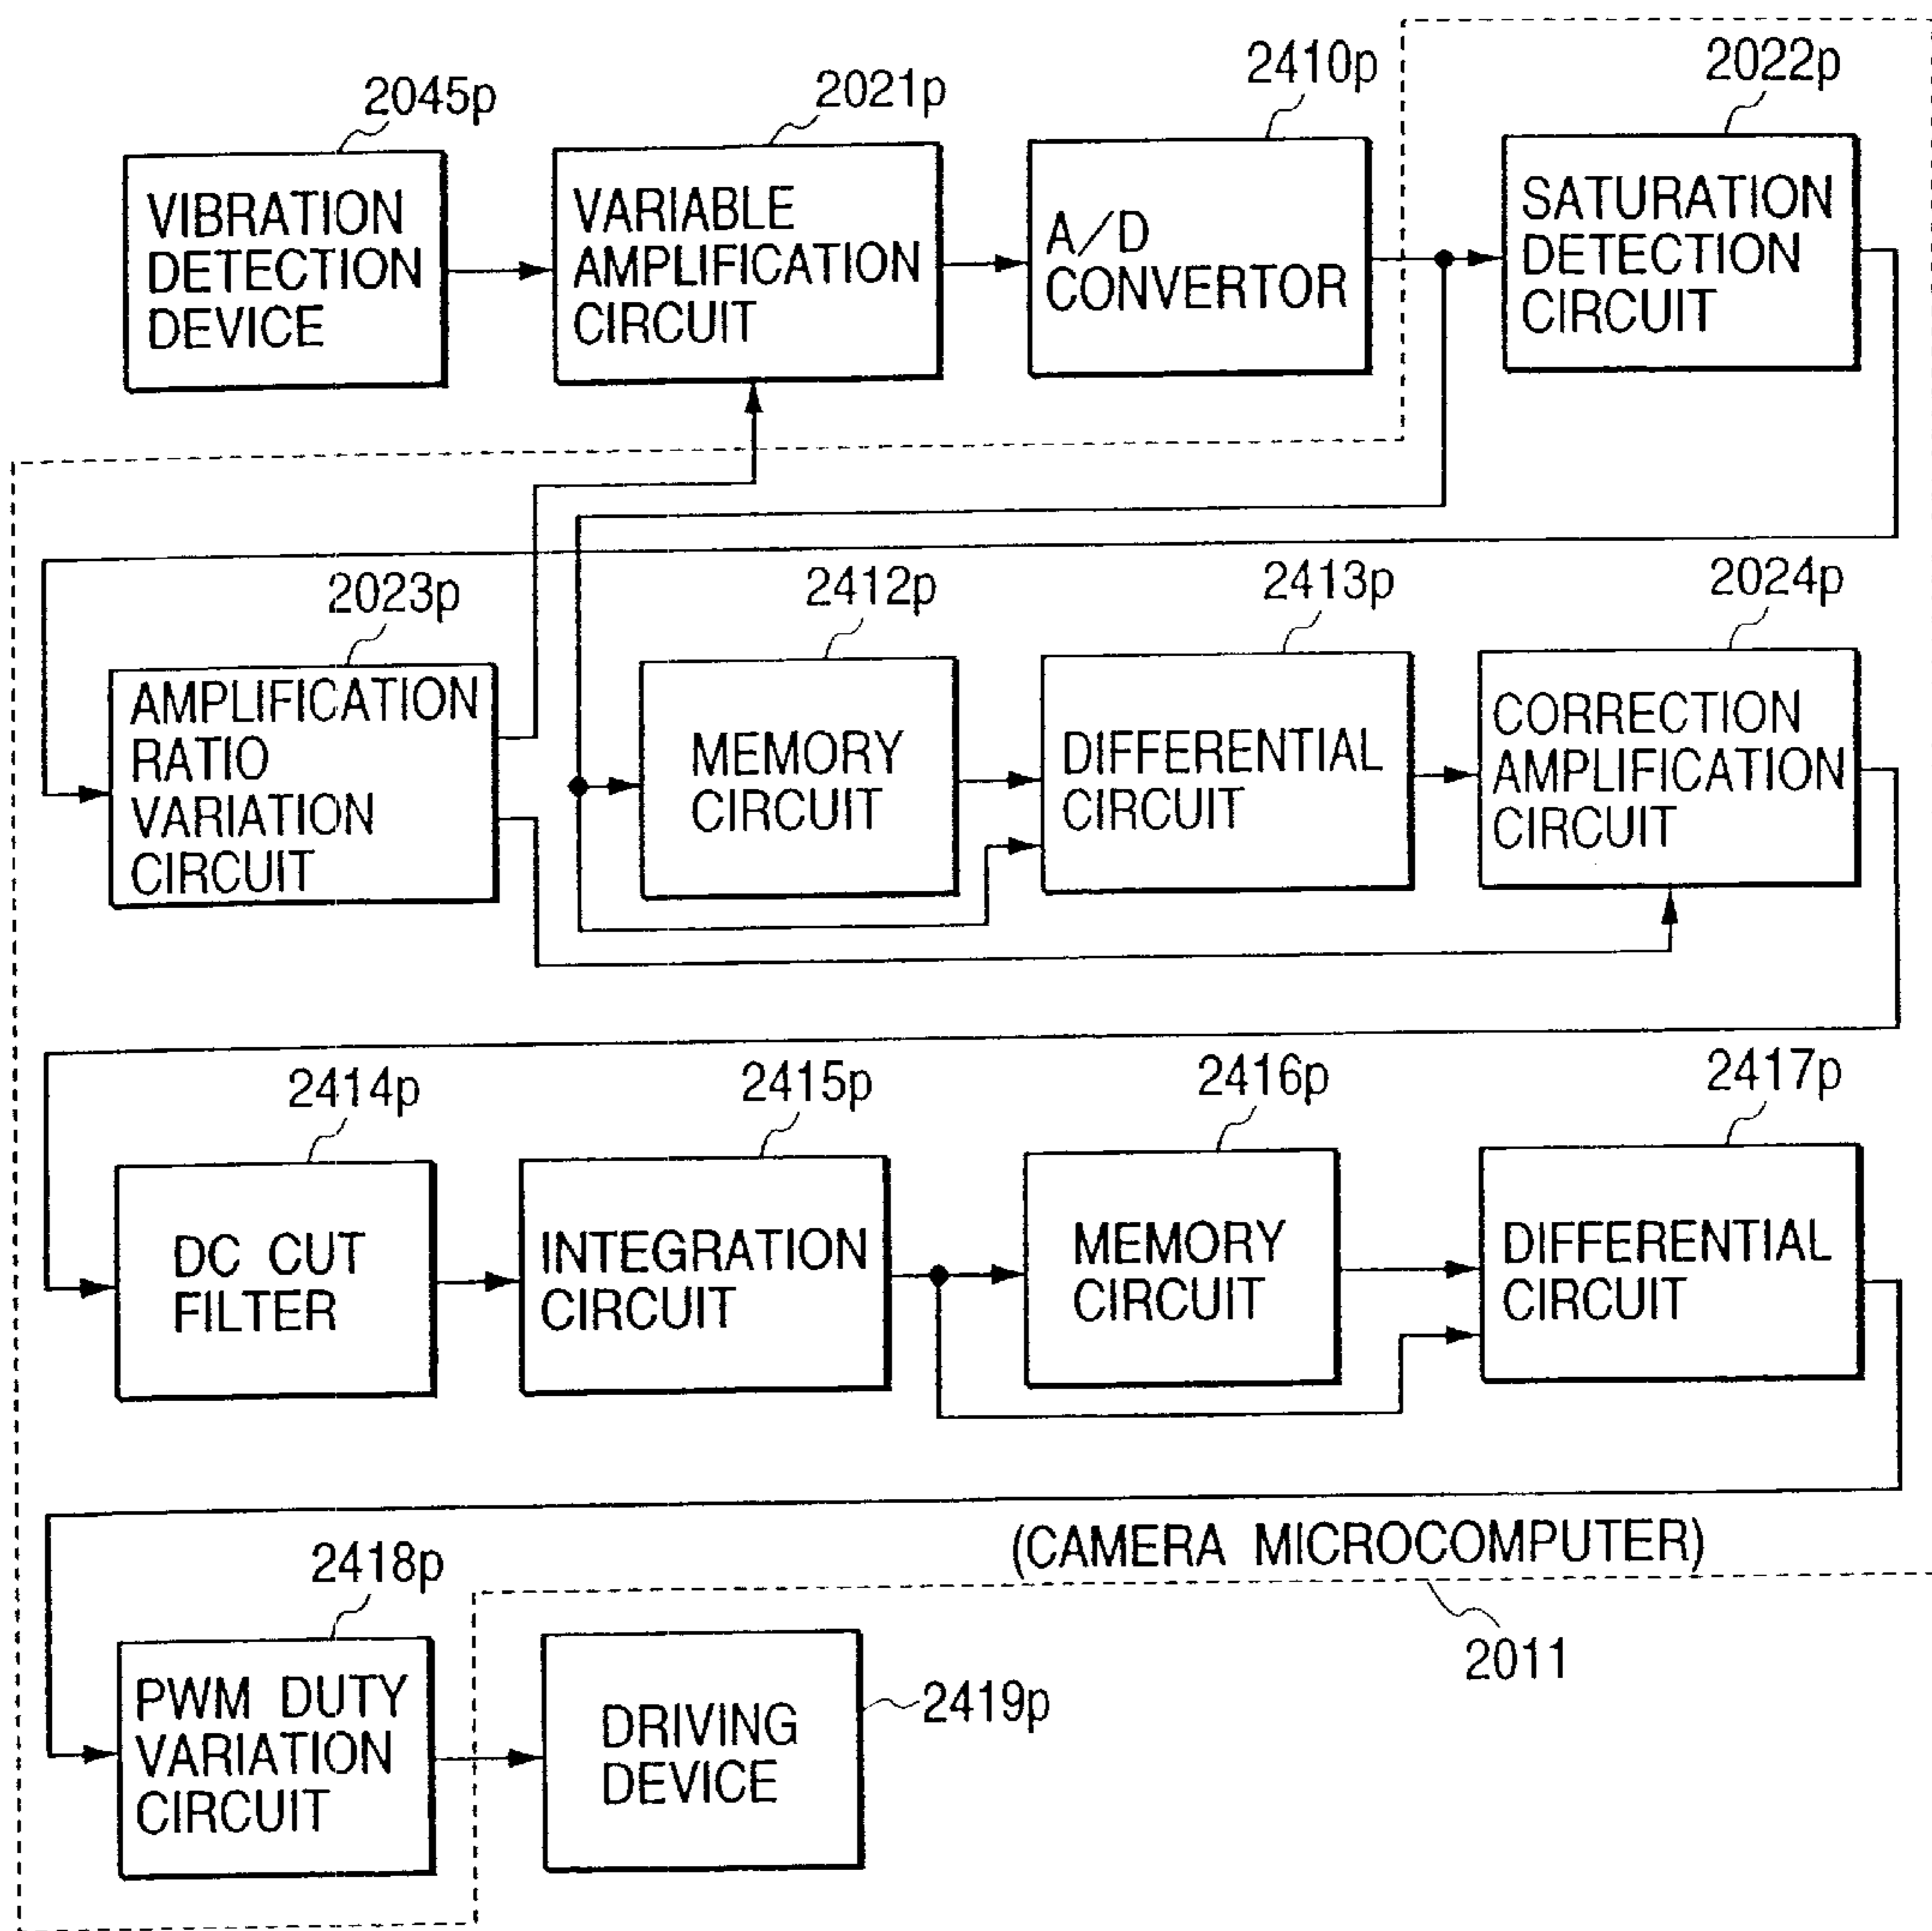 2045p
2021p
2410p
2022p
VIBRATION
DETECTION
DEVICE
VARIABLE
AMPLIFICATION
CIRCUIT
A/D
CONVERTOR
SATURATION
DETECTION
CIRCUIT
2023p
2412p
2413p
2024p
AMPLIFICATION
RATIO
VARIATION
CIRCUIT
MEMORY
CIRCUIT
DIFFERENTIAL
CIRCUIT
CORRECTION
AMPLIFICATION
CIRCUIT
2414p
2415p
2416p
2417p
DC CUT
FILTER
INTEGRATION
CIRCUIT
MEMORY
CIRCUIT
DIFFERENTIAL
CIRCUIT
(CAMERA MICROCOMPUTER)
2418p
2011
PWM DUTY
VARIATION
CIRCUIT
DRIVING
DEVICE
2419p